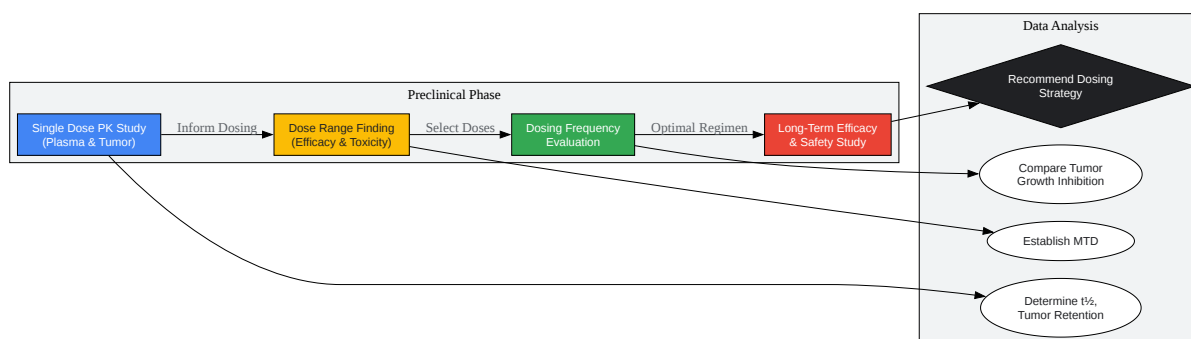 Data Analysis
Recommend Dosing
Strategy
Preclinical Phase
Single Dose PK Study
(Plasma & Tumor)
Inform Dosing
Dose Range Finding
(Efficacy & Toxicity)
Select Doses
Dosing Frequency
Evaluation
Optimal Regimen
Long-Term Efficacy
& Safety Study
Compare Tumor
Growth Inhibition
Establish MTD
Determine t½,
Tumor Retention